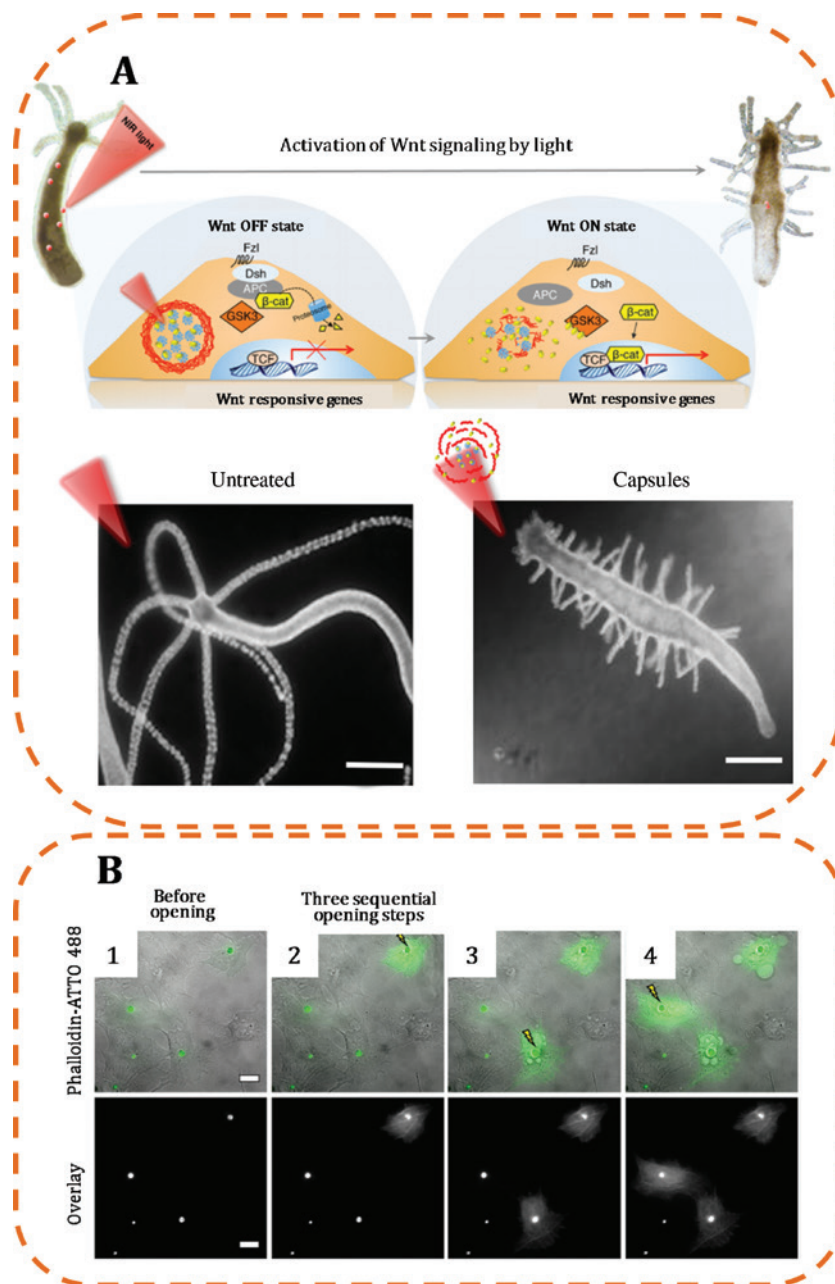 A
NIR light
Activation of Wnt signaling by light
Wnt OFF state
Fzl
Dsh
APC
β-cat
GSK3
Proteosome
TCF
Wnt responsive genes
Wnt ON state
Fzl
Dsh
APC
GSK3
β-cat
TCF
β-cat
Wnt responsive genes
Untreated
Capsules
B
Before
opening
Three sequential
opening steps
Phalloidin-ATTO 488
1
2
3
4
Overlay